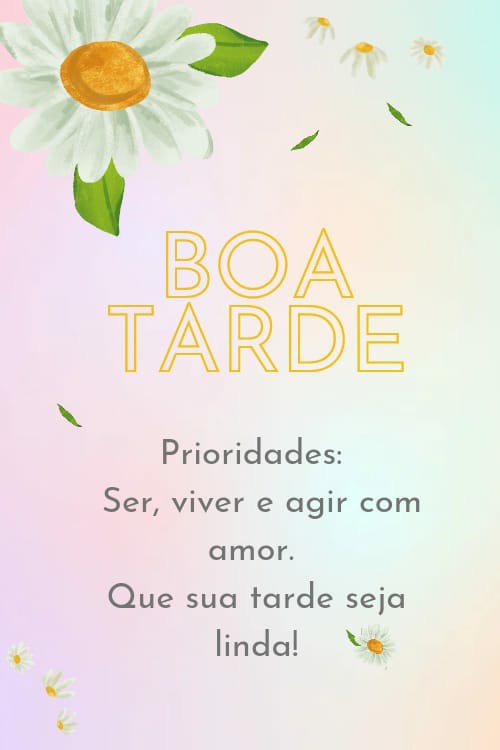 BOA
TARDE
Prioridades:
Ser, viver e agir com
amor.
Que sua tarde seja
linda!